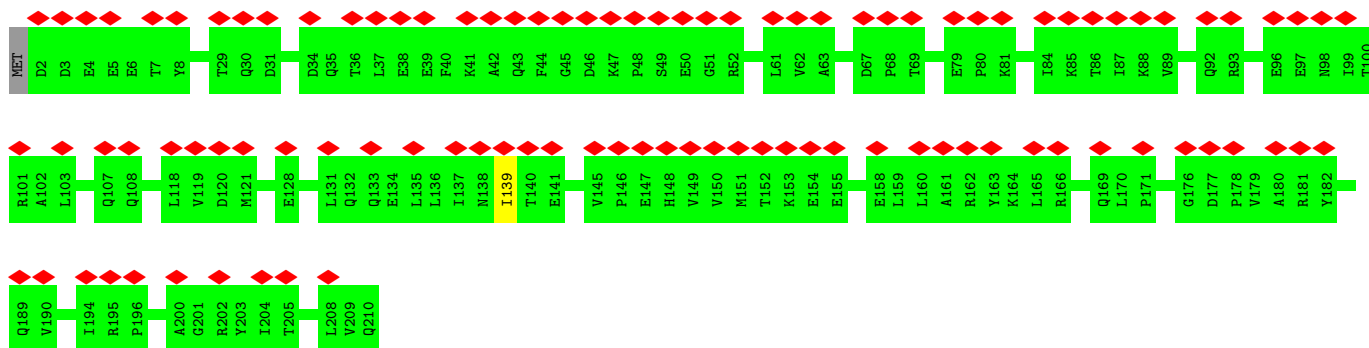 MET D2 D3 E4 E5 E6 T7 Y8 T29 Q30 D31 D34 Q35 T36 L37 E38 E39 F40 K41 A42 Q43 F44 G45 D46 K47 P48 S49 E50 G51 R52 L61 V62 A63 D67 P68 T69 E79 P80 K81 I84 K85 T86 I87 K88 V89 Q92 R93 E96 E97 N98 I99 T100
R101 A102 L103 Q107 Q108 L118 V119 D120 M121 E128 L131 Q132 Q133 E134 L135 L136 I137 N138 I139 T140 E141 V145 P146 E147 H148 V149 V150 M151 T152 K153 E154 E155 E158 L159 L160 A161 R162 Y163 K164 L165 R166 Q169 L170 P171 G176 D177 P178 V179 A180 R181 Y182
Q189 V190 I194 R195 P196 A200 G201 R202 Y203 I204 T205 L208 V209 Q210